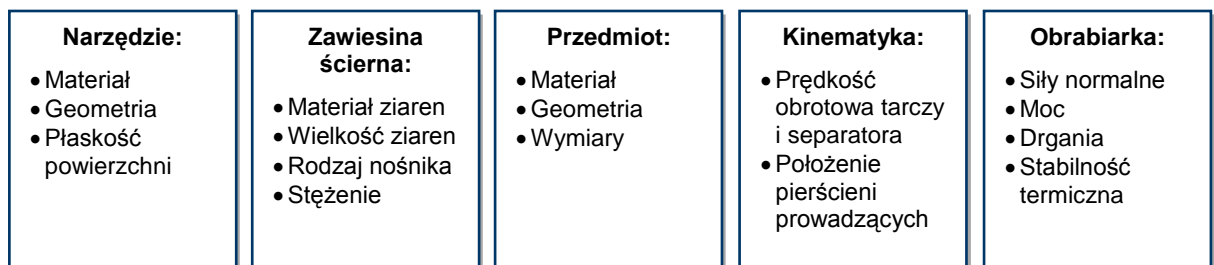 Narzędzie:
• Materiał
• Geometria
• Płaskość
powierzchni
Zawiesina
ścierna:
• Materiał ziaren
• Wielkość ziaren
• Rodzaj nośnika
• Stężenie
Przedmiot:
• Materiał
• Geometria
• Wymiary
Kinematyka:
• Prędkość
obrotowa tarczy
i separatora
• Położenie
pierścieni
prowadzących
Obrabiarka:
• Siły normalne
• Moc
• Drgania
• Stabilność
termiczna